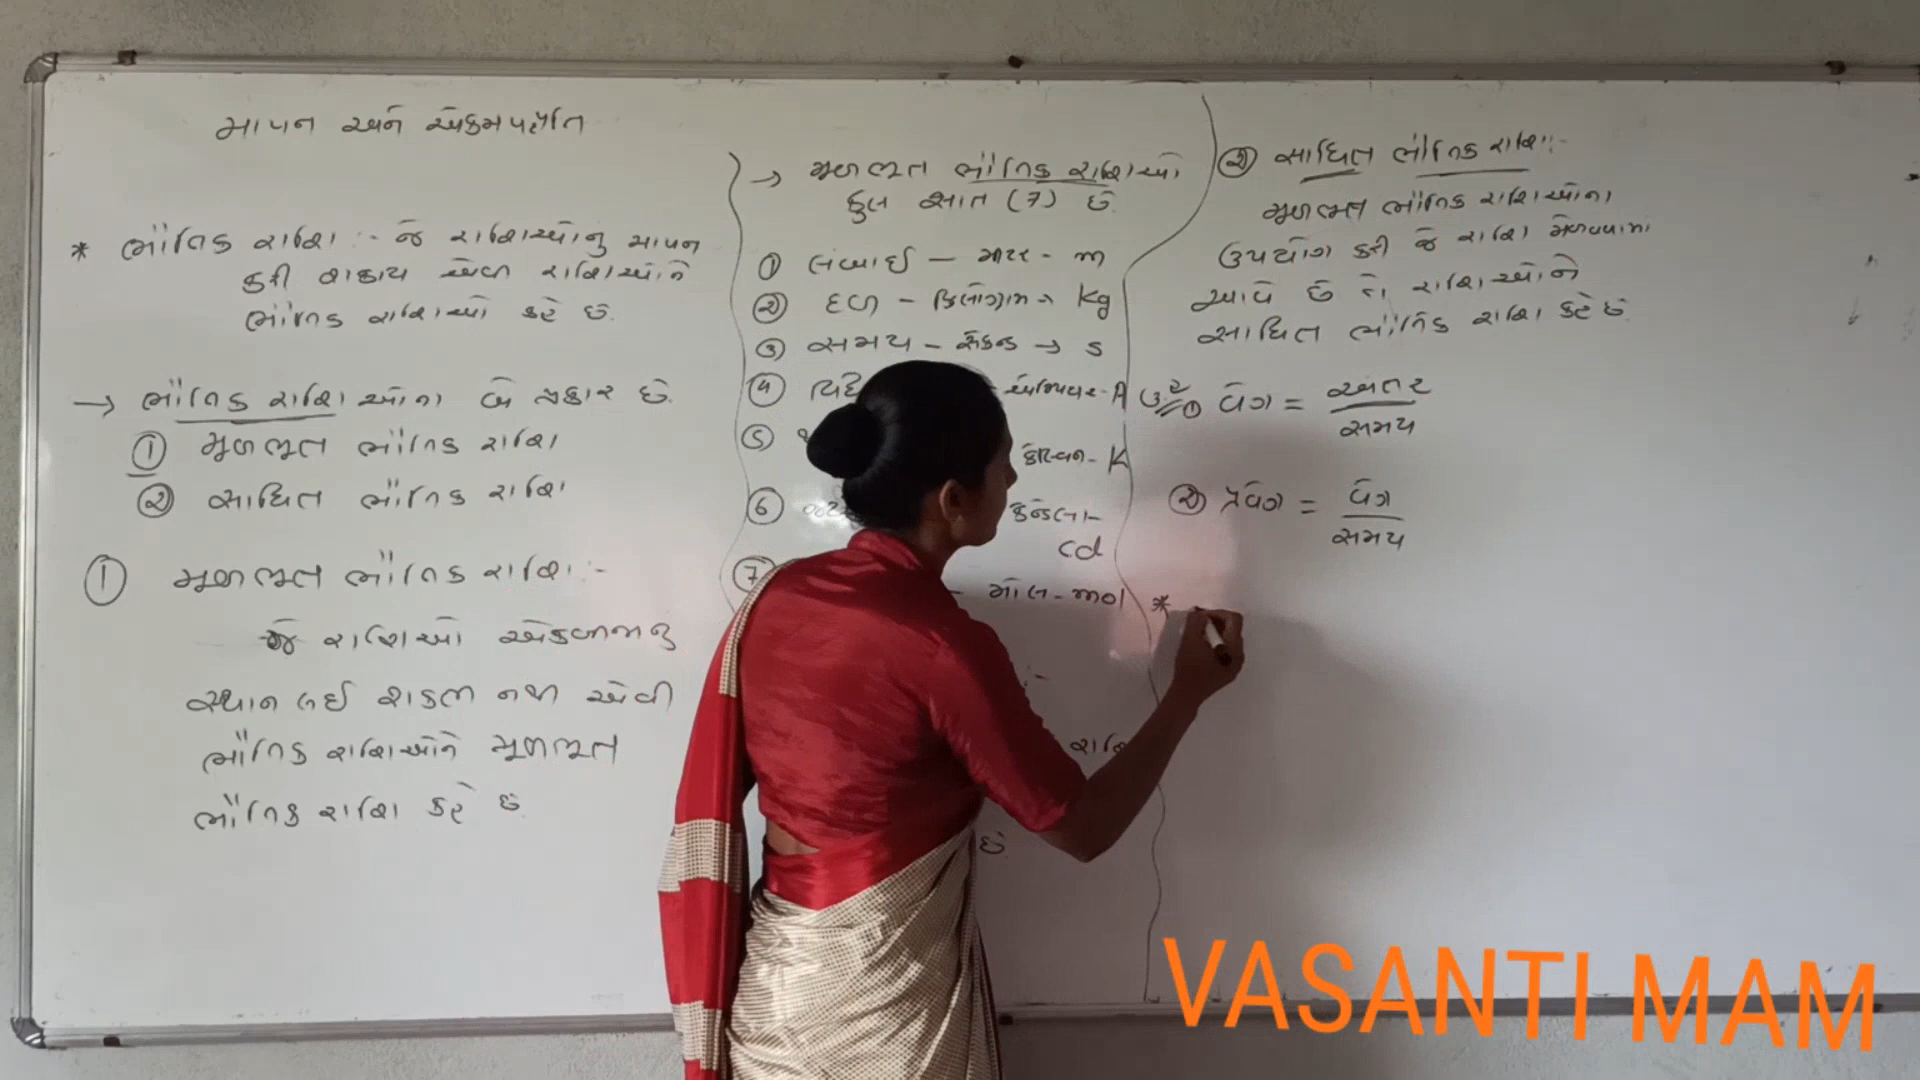 માપન અને એકમપદ્ધતિ
* ભૌતિક રાશિ :- જે રાશિઓનું માપન
કરી શકાય એવી રાશિઓને
ભૌતિક રાશિઓ કહે છે.
→ ભૌતિક રાશિઓના બે પ્રકાર છે.
① મૂળભૂત ભૌતિક રાશિ
② સાધિત ભૌતિક રાશિ
① મૂળભૂત ભૌતિક રાશિ :-
જે રાશિઓ એકબીજાનું
સ્થાન લઈ શકતી નથી એવી
ભૌતિક રાશિઓને મૂળભૂત
ભૌતિક રાશિ કહે છે.
→ મૂળભૂત ભૌતિક રાશિઓ
કુલ સાત (7) છે.
① લંબાઈ - મીટર - m
② દળ - કિલોગ્રામ → kg
③ સમય - સેકન્ડ → s
④ એમ્પિયર - A
⑤ કેલ્વિન - K
⑥ કેન્ડેલા -
cd
⑦ - મોલ - mol
:-
છે.
② સાધિત ભૌતિક રાશિ :-
મૂળભૂત ભૌતિક રાશિઓના
ઉપયોગ કરી જે રાશિ મેળવવામાં
આવે છે તે રાશિઓને
સાધિત ભૌતિક રાશિ કહે છે.
ઉ.દા. ① વેગ = અંતર
સમય
② પ્રવેગ = વેગ
સમય
*
VASANTI MAM